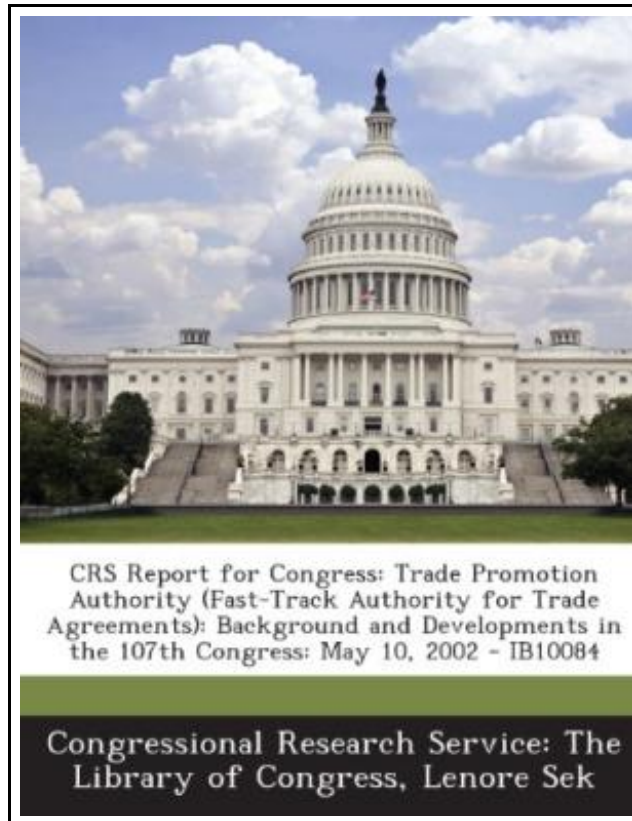 CRS Report for Congress: Trade Promotion
Authority (Fast-Track Authority for Trade
Agreements): Background and Developments in
the 107th Congress: May 10, 2002 - IB10084
Congressional Research Service: The
Library of Congress, Lenore Sek